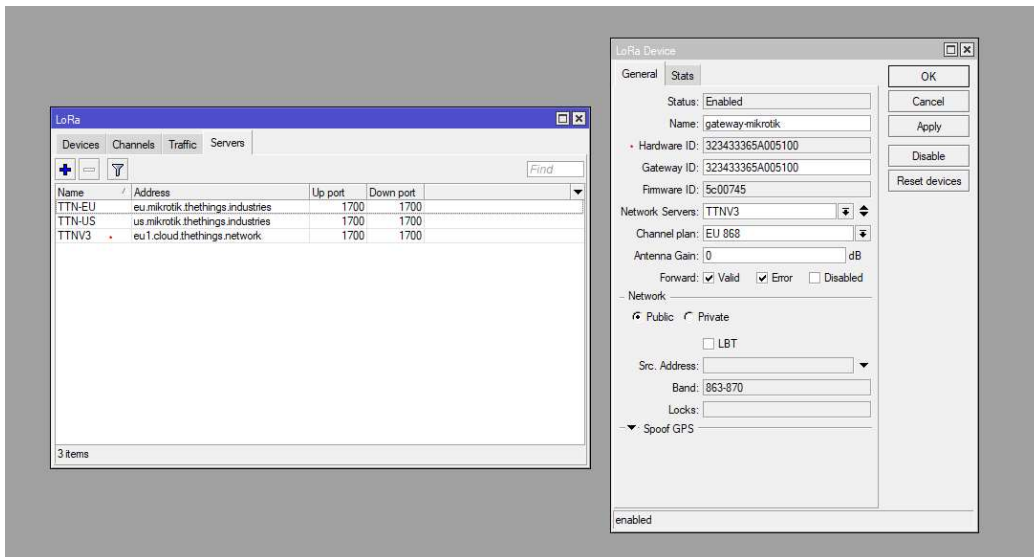 LoRa
Devices Channels Traffic Servers
Find
Name Address Up port Down port
TTN-EU eu.mikrotik.thethings.industries 1700 1700
TTN-US us.mikrotik.thethings.industries 1700 1700
TTNV3 eu1.cloud.thethings.network 1700 1700
3 items
LoRa Device
General Stats
OK
Cancel
Apply
Disable
Reset devices
Status: Enabled
Name: gateway-mikrotik
Hardware ID: 323433365A005100
Gateway ID: 323433365A005100
Firmware ID: 5c00745
Network Servers: TTNV3
Channel plan: EU 868
Antenna Gain: 0 dB
Forward: Valid Error Disabled
Network
Public Private
LBT
Src. Address:
Band: 863-870
Locks:
Spoof GPS
enabled